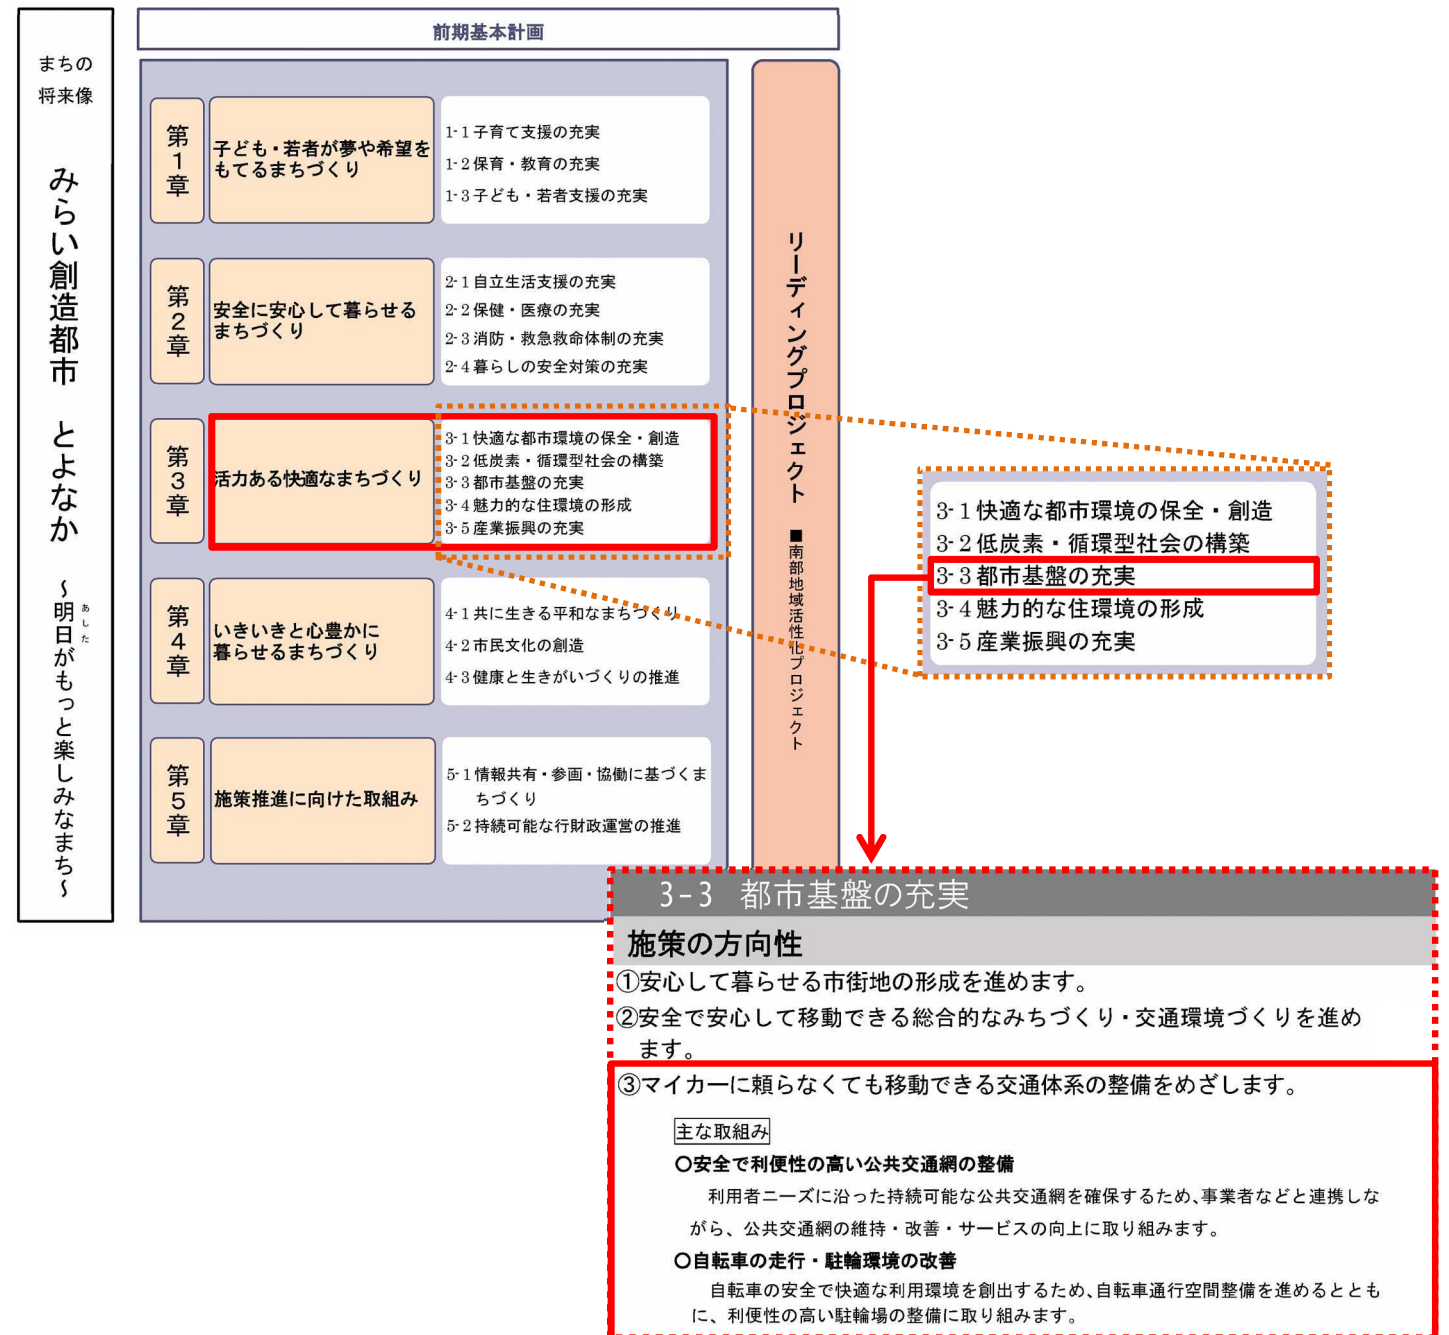 前期基本計画
まちの
将来像
みらい創造都市 とよなか
～明日がもっと楽しみなまち～
あした
第1章
子ども・若者が夢や希望を
もてるまちづくり
1-1子育て支援の充実
1-2保育・教育の充実
1-3子ども・若者支援の充実
第2章
安全に安心して暮らせる
まちづくり
2-1自立生活支援の充実
2-2保健・医療の充実
2-3消防・救急救命体制の充実
2-4暮らしの安全対策の充実
第3章
活力ある快適なまちづくり
3-1快適な都市環境の保全・創造
3-2低炭素・循環型社会の構築
3-3都市基盤の充実
3-4魅力的な住環境の形成
3-5産業振興の充実
第4章
いきいきと心豊かに
暮らせるまちづくり
4-1共に生きる平和なまちづくり
4-2市民文化の創造
4-3健康と生きがいづくりの推進
第5章
施策推進に向けた取組み
5-1情報共有・参画・協働に基づくま
ちづくり
5-2持続可能な行財政運営の推進
リーディングプロジェクト ■南部地域活性化プロジェクト
3-1快適な都市環境の保全・創造
3-2低炭素・循環型社会の構築
3-3都市基盤の充実
3-4魅力的な住環境の形成
3-5産業振興の充実
3-3 都市基盤の充実
施策の方向性
①安心して暮らせる市街地の形成を進めます。
②安全で安心して移動できる総合的なみちづくり・交通環境づくりを進め
ます。
③マイカーに頼らなくても移動できる交通体系の整備をめざします。
主な取組み
○安全で利便性の高い公共交通網の整備
利用者ニーズに沿った持続可能な公共交通網を確保するため、事業者などと連携しな
がら、公共交通網の維持・改善・サービスの向上に取り組みます。
○自転車の走行・駐輪環境の改善
自転車の安全で快適な利用環境を創出するため、自転車通行空間整備を進めるととも
に、利便性の高い駐輪場の整備に取り組みます。